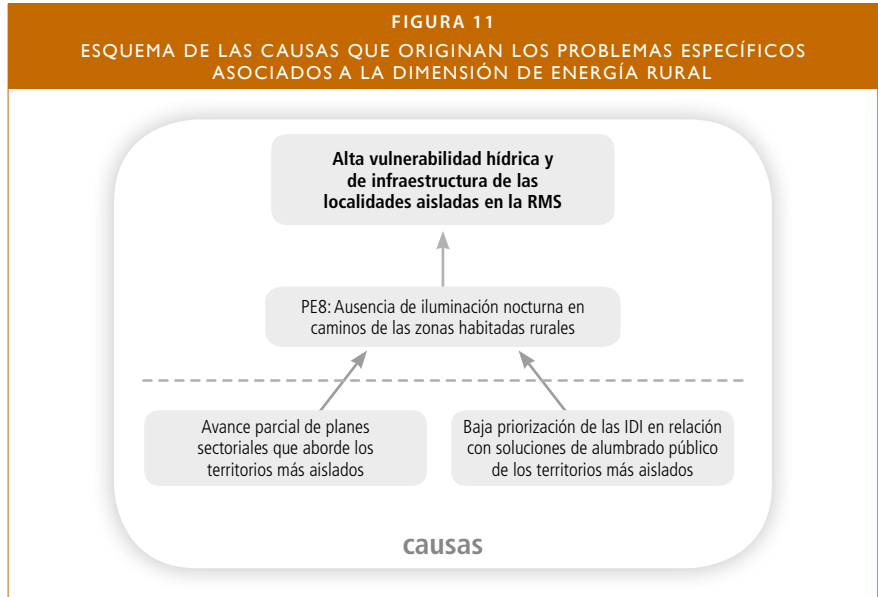 FIGURA 11
ESQUEMA DE LAS CAUSAS QUE ORIGINAN LOS PROBLEMAS ESPECÍFICOS
ASOCIADOS A LA DIMENSIÓN DE ENERGÍA RURAL
Alta vulnerabilidad hídrica y
de infraestructura de las
localidades aisladas en la RMS
PE8: Ausencia de iluminación nocturna en
caminos de las zonas habitadas rurales
Avance parcial de planes
sectoriales que aborde los
territorios más aislados
Baja priorización de las IDI en relación
con soluciones de alumbrado público
de los territorios más aislados
causas